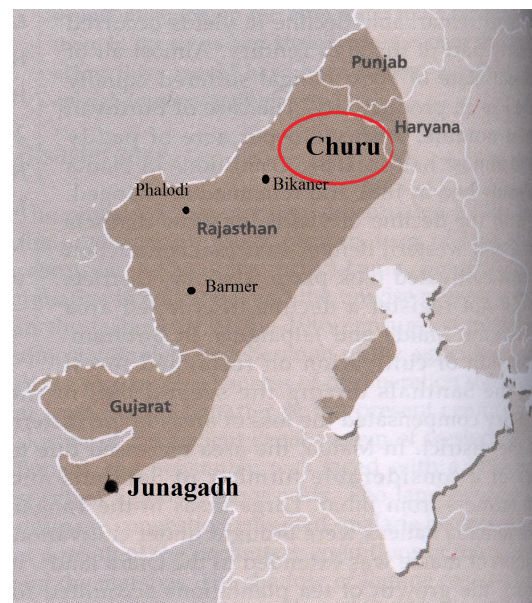 Punjab
Haryana
Churu
Bikaner
Phalodi
Rajasthan
Barmer
Gujarat
Junagadh